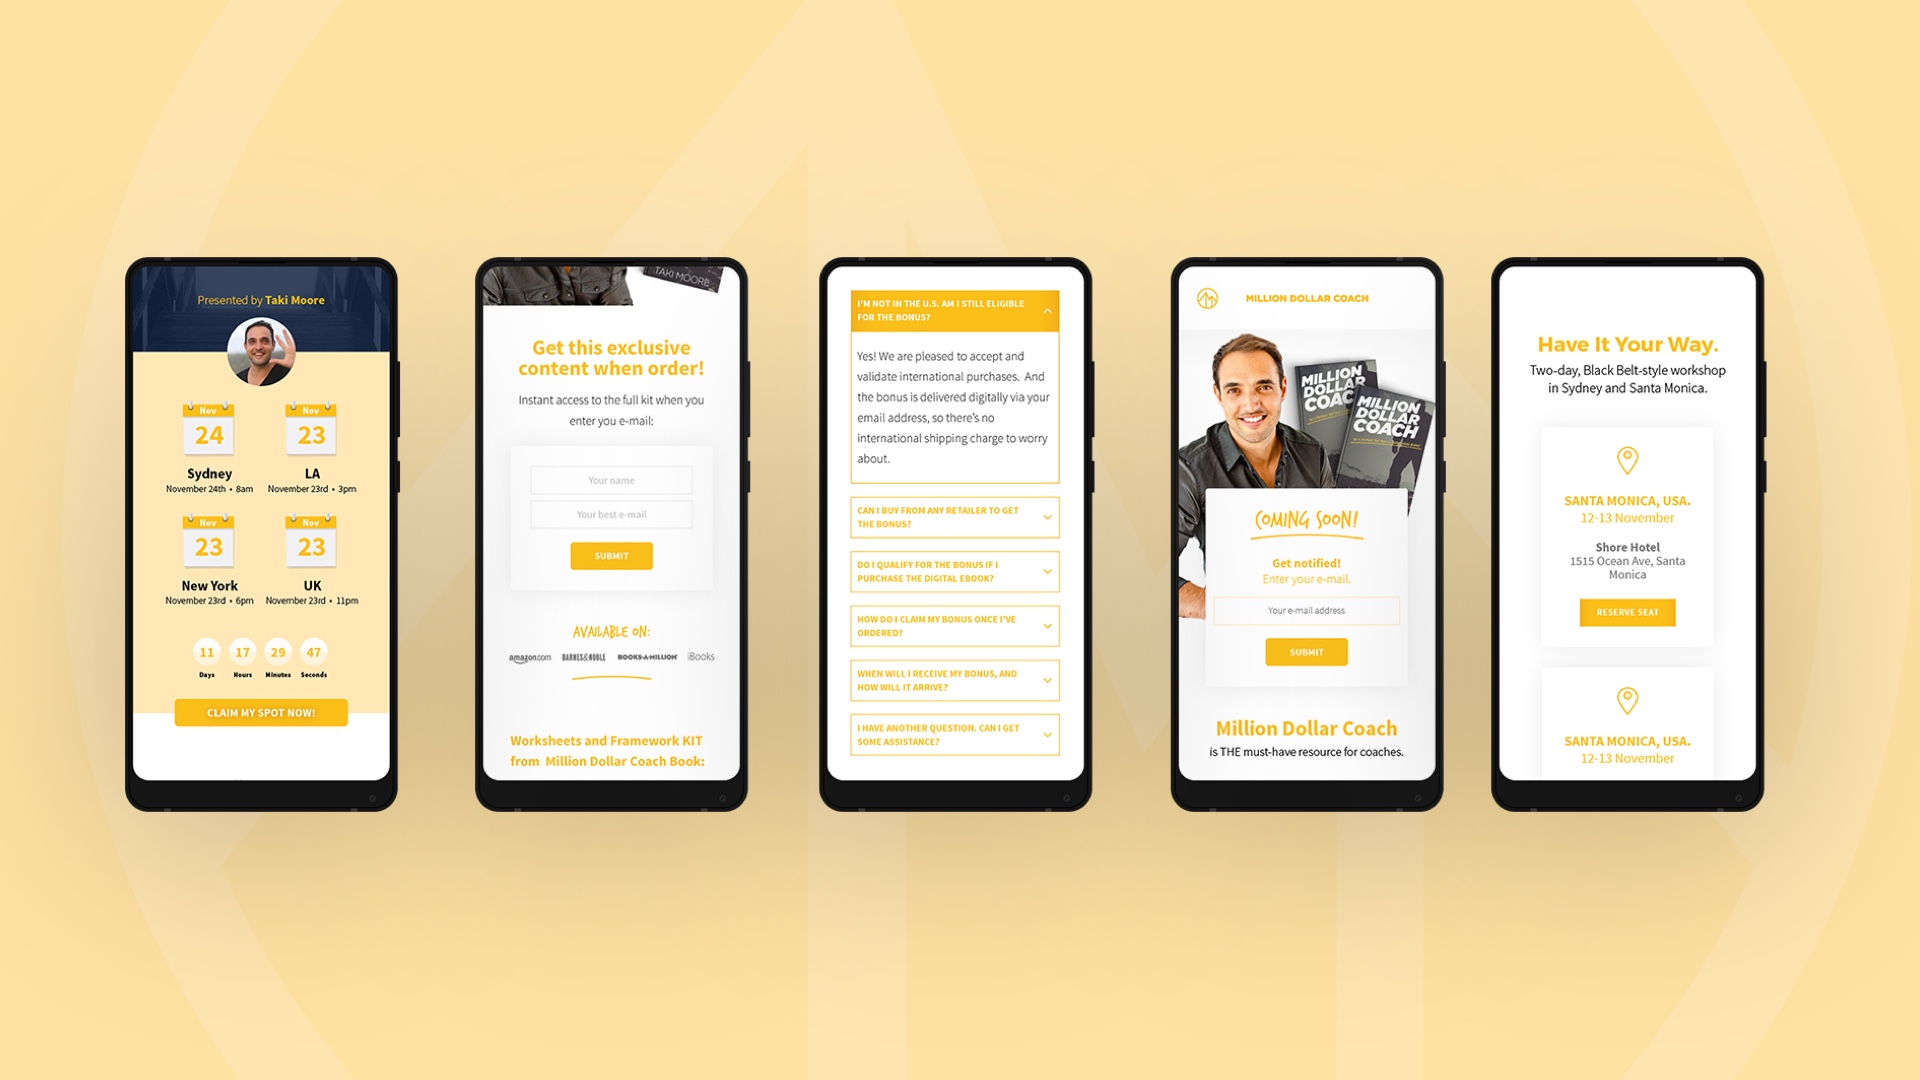 Presented by Taki Moore
Nov
24
Sydney
November 24th • 8am
Nov
23
LA
November 23rd • 3pm
Nov
23
New York
November 23rd • 6pm
Nov
23
UK
November 23rd • 11pm
11 17 29 47
Days Hours Minutes Seconds
CLAIM MY SPOT NOW!
TAKI MOORE
Get this exclusive
content when order!
Instant access to the full kit when you
enter you e-mail:
Your name
Your best e-mail
SUBMIT
AVAILABLE ON:
amazon.com BARNES&NOBLE BOOKS-A-MILLION iBooks
Worksheets and Framework KIT
from Million Dollar Coach Book:
I'M NOT IN THE U.S. AM I STILL ELIGIBLE
FOR THE BONUS?
Yes! We are pleased to accept and
validate international purchases. And
the bonus is delivered digitally via your
email address, so there's no
international shipping charge to worry
about.
CAN I BUY FROM ANY RETAILER TO GET
THE BONUS?
DO I QUALIFY FOR THE BONUS IF I
PURCHASE THE DIGITAL EBOOK?
HOW DO I CLAIM MY BONUS ONCE I'VE
ORDERED?
WHEN WILL I RECEIVE MY BONUS, AND
HOW WILL IT ARRIVE?
I HAVE ANOTHER QUESTION. CAN I GET
SOME ASSISTANCE?
MILLION DOLLAR COACH
MILLION
DOLLAR
COAC
MILLION
DOLLAR
COACH
COMING SOON!
Get notified!
Enter your e-mail.
Your e-mail address
SUBMIT
Million Dollar Coach
is THE must-have resource for coaches.
Have It Your Way.
Two-day, Black Belt-style workshop
in Sydney and Santa Monica.
SANTA MONICA, USA.
12-13 November
Shore Hotel
1515 Ocean Ave, Santa
Monica
RESERVE SEAT
SANTA MONICA, USA.
12-13 November